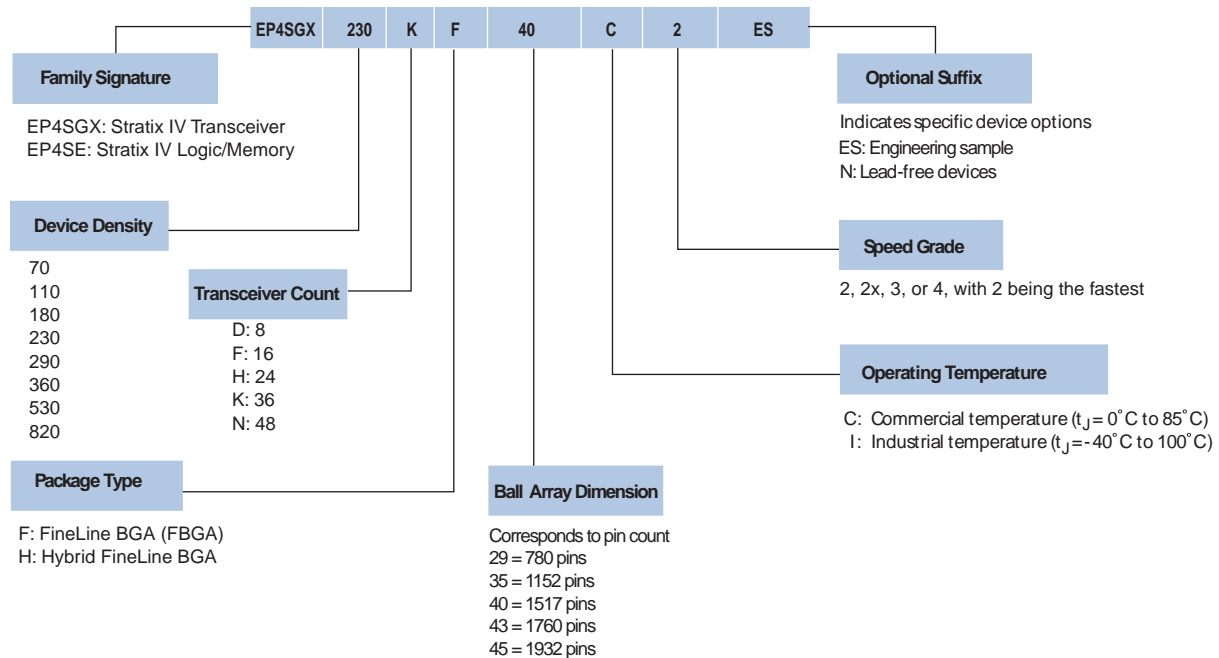 EP4SGX 230 K F 40 C 2 ES
Family Signature
EP4SGX: Stratix IV Transceiver
EP4SE: Stratix IV Logic/Memory
Optional Suffix
Indicates specific device options
ES: Engineering sample
N: Lead-free devices
Device Density
70
110
180
230
290
360
530
820
Transceiver Count
D: 8
F: 16
H: 24
K: 36
N: 48
Speed Grade
2, 2x, 3, or 4, with 2 being the fastest
Operating Temperature
C: Commercial temperature (tJ = 0°C to 85°C)
I: Industrial temperature (tJ = -40°C to 100°C)
Package Type
F: FineLine BGA (FBGA)
H: Hybrid FineLine BGA
Ball Array Dimension
Corresponds to pin count
29 = 780 pins
35 = 1152 pins
40 = 1517 pins
43 = 1760 pins
45 = 1932 pins